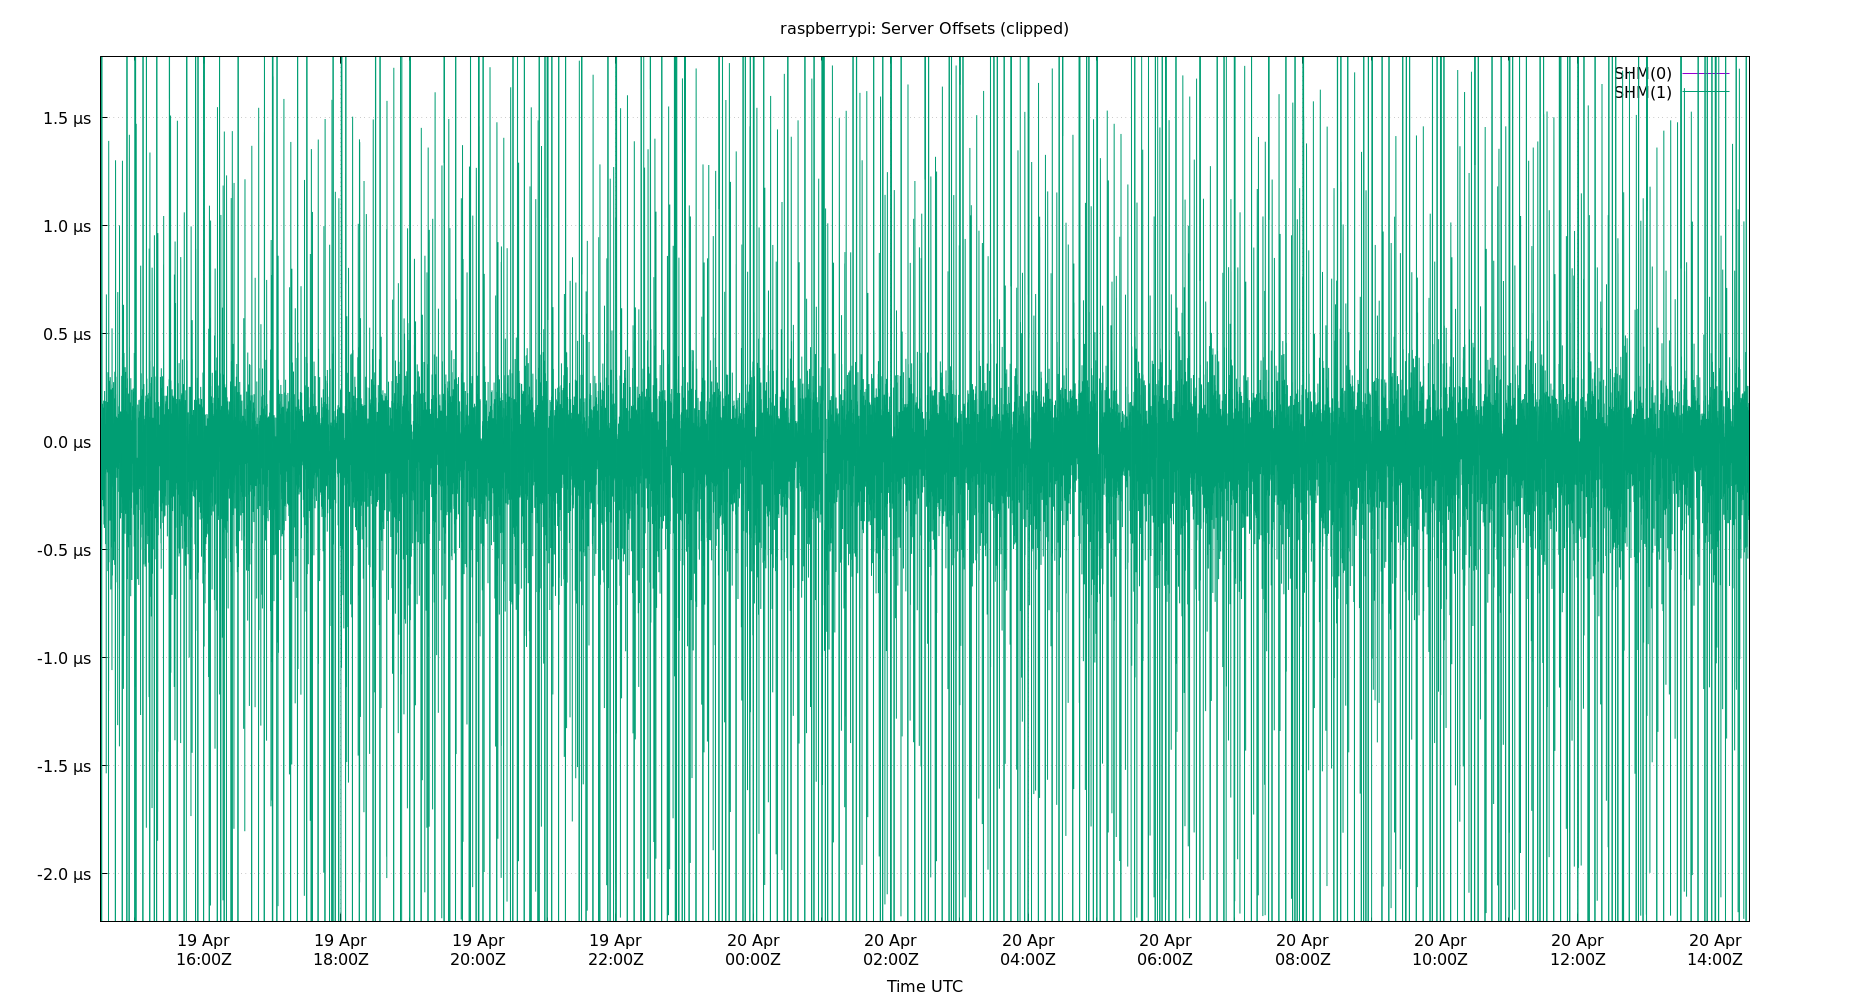 raspberrypi: Server Offsets (clipped)
SHM(0)
SHM(1)
1.5 µs
1.0 µs
0.5 µs
0.0 µs
-0.5 µs
-1.0 µs
-1.5 µs
-2.0 µs
19 Apr 19 Apr 19 Apr 19 Apr 20 Apr 20 Apr 20 Apr 20 Apr 20 Apr 20 Apr 20 Apr 20 Apr
16:00Z 18:00Z 20:00Z 22:00Z 00:00Z 02:00Z 04:00Z 06:00Z 08:00Z 10:00Z 12:00Z 14:00Z
Time UTC